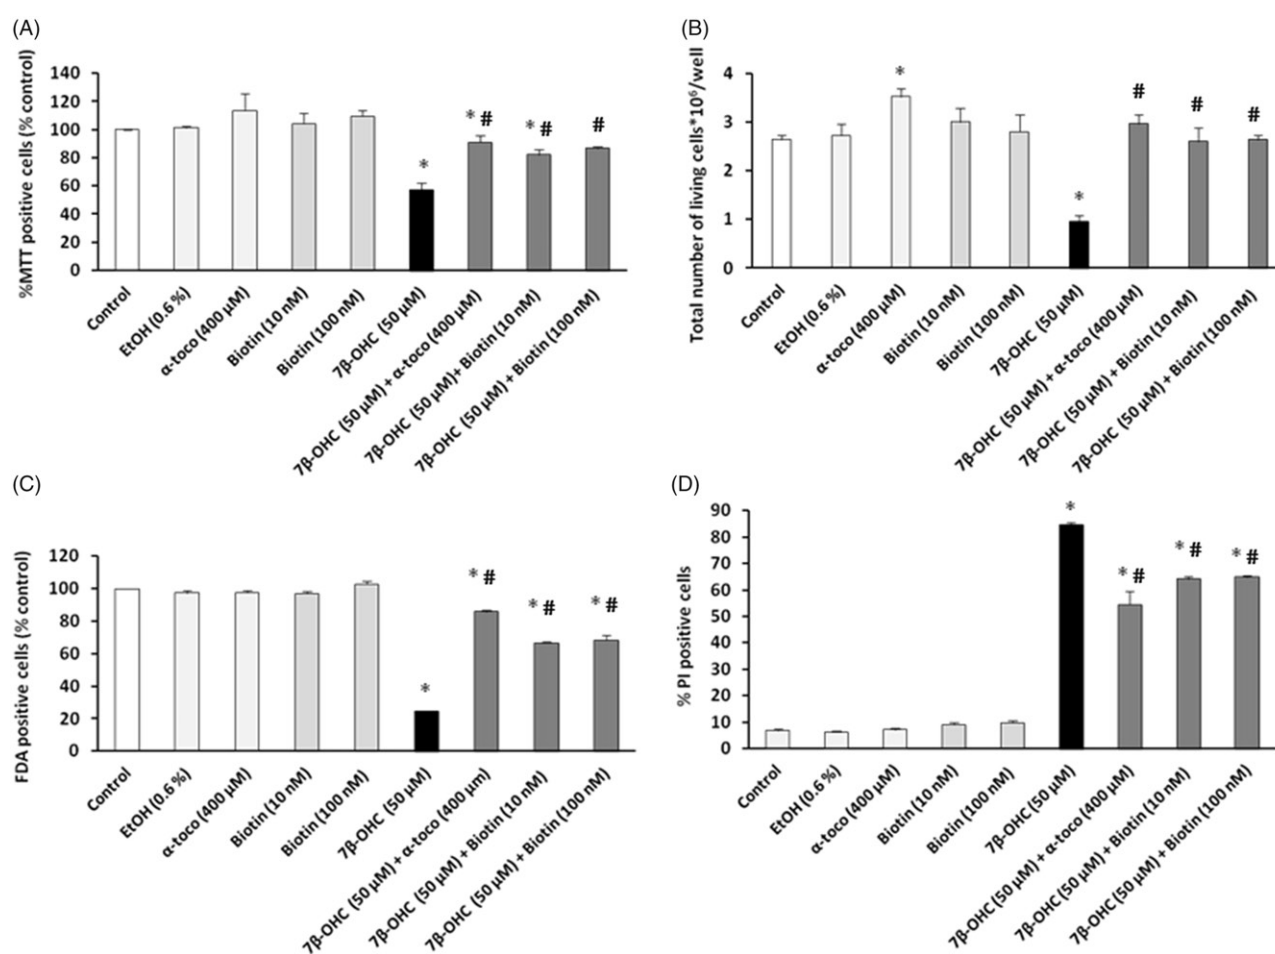 (A)
%MTT positive cells (% control)
140
120
100
80
60
40
20
0
* # * # #
*
Control
EtOH (0.6 %)
α-toco (400 µM)
Biotin (10 nM)
Biotin (100 nM)
7β-OHC (50 µM)
7β-OHC (50 µM) + α-toco (400 µM)
7β-OHC (50 µM)+ Biotin (10 nM)
7β-OHC (50 µM) + Biotin (100 nM)
(B)
Total number of living cells*10⁶/well
4
3
2
1
0
* # # #
*
Control
EtOH (0.6 %)
α-toco (400 µM)
Biotin (10 nM)
Biotin (100 nM)
7β-OHC (50 µM)
7β-OHC (50 µM) + α-toco (400 µM)
7β-OHC (50 µM) + Biotin (10 nM)
7β-OHC (50 µM) + Biotin (100 nM)
(C)
FDA positive cells (% control)
120
100
80
60
40
20
0
* # * # * #
*
Control
EtOH (0.6 %)
α-toco (400 µM)
Biotin (10 nM)
Biotin (100 nM)
7β-OHC (50 µM)
7β-OHC (50 µM) + α-toco (400 µm)
7β-OHC (50 µM) + Biotin (10 nM)
7β-OHC (50 µM) + Biotin (100 nM)
(D)
% PI positive cells
90
80
70
60
50
40
30
20
10
0
*
* # * # * #
Control
EtOH (0.6 %)
α-toco (400 µM)
Biotin (10 nM)
Biotin (100 nM)
7β-OHC (50 µM)
7β-OHC (50 µM) + α-toco (400 µM)
7β-OHC (50 µM) + Biotin (10 nM)
7β-OHC (50 µM) + Biotin (100 nM)